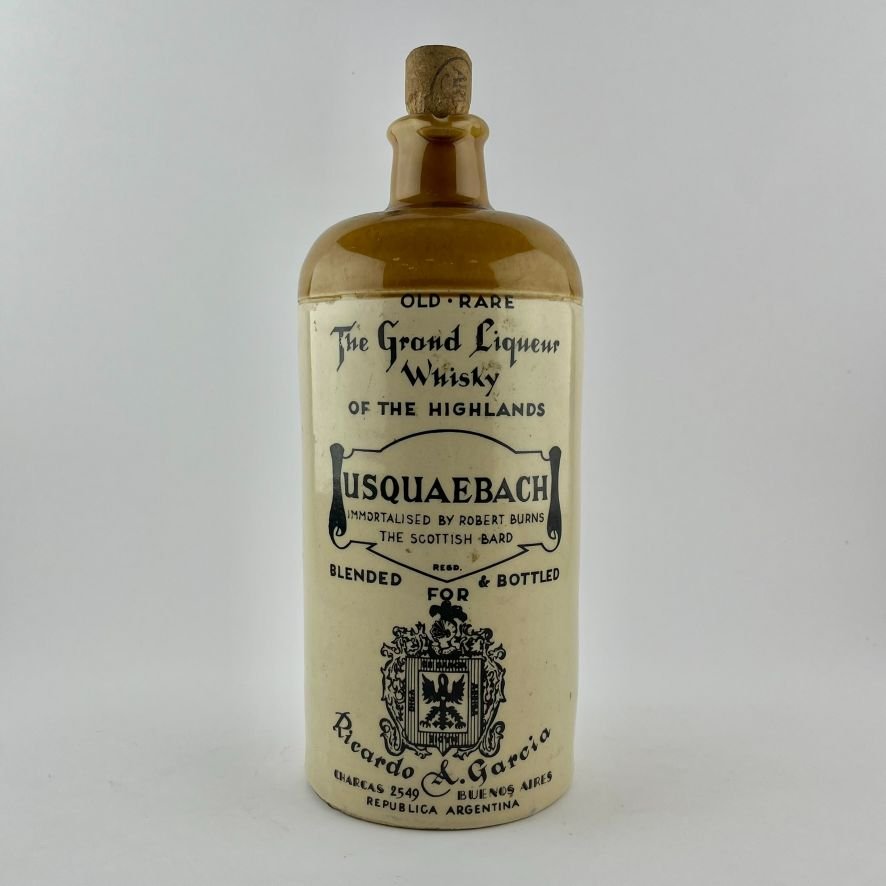 OLD · RARE
The Grand Liqueur
Whisky
OF THE HIGHLANDS
USQUAEBACH
IMMORTALISED BY ROBERT BURNS
THE SCOTTISH BARD
REGD.
BLENDED & BOTTLED
FOR
Ricardo A. Garcia
CHARCAS 2549 BUENOS AIRES
REPUBLICA ARGENTINA